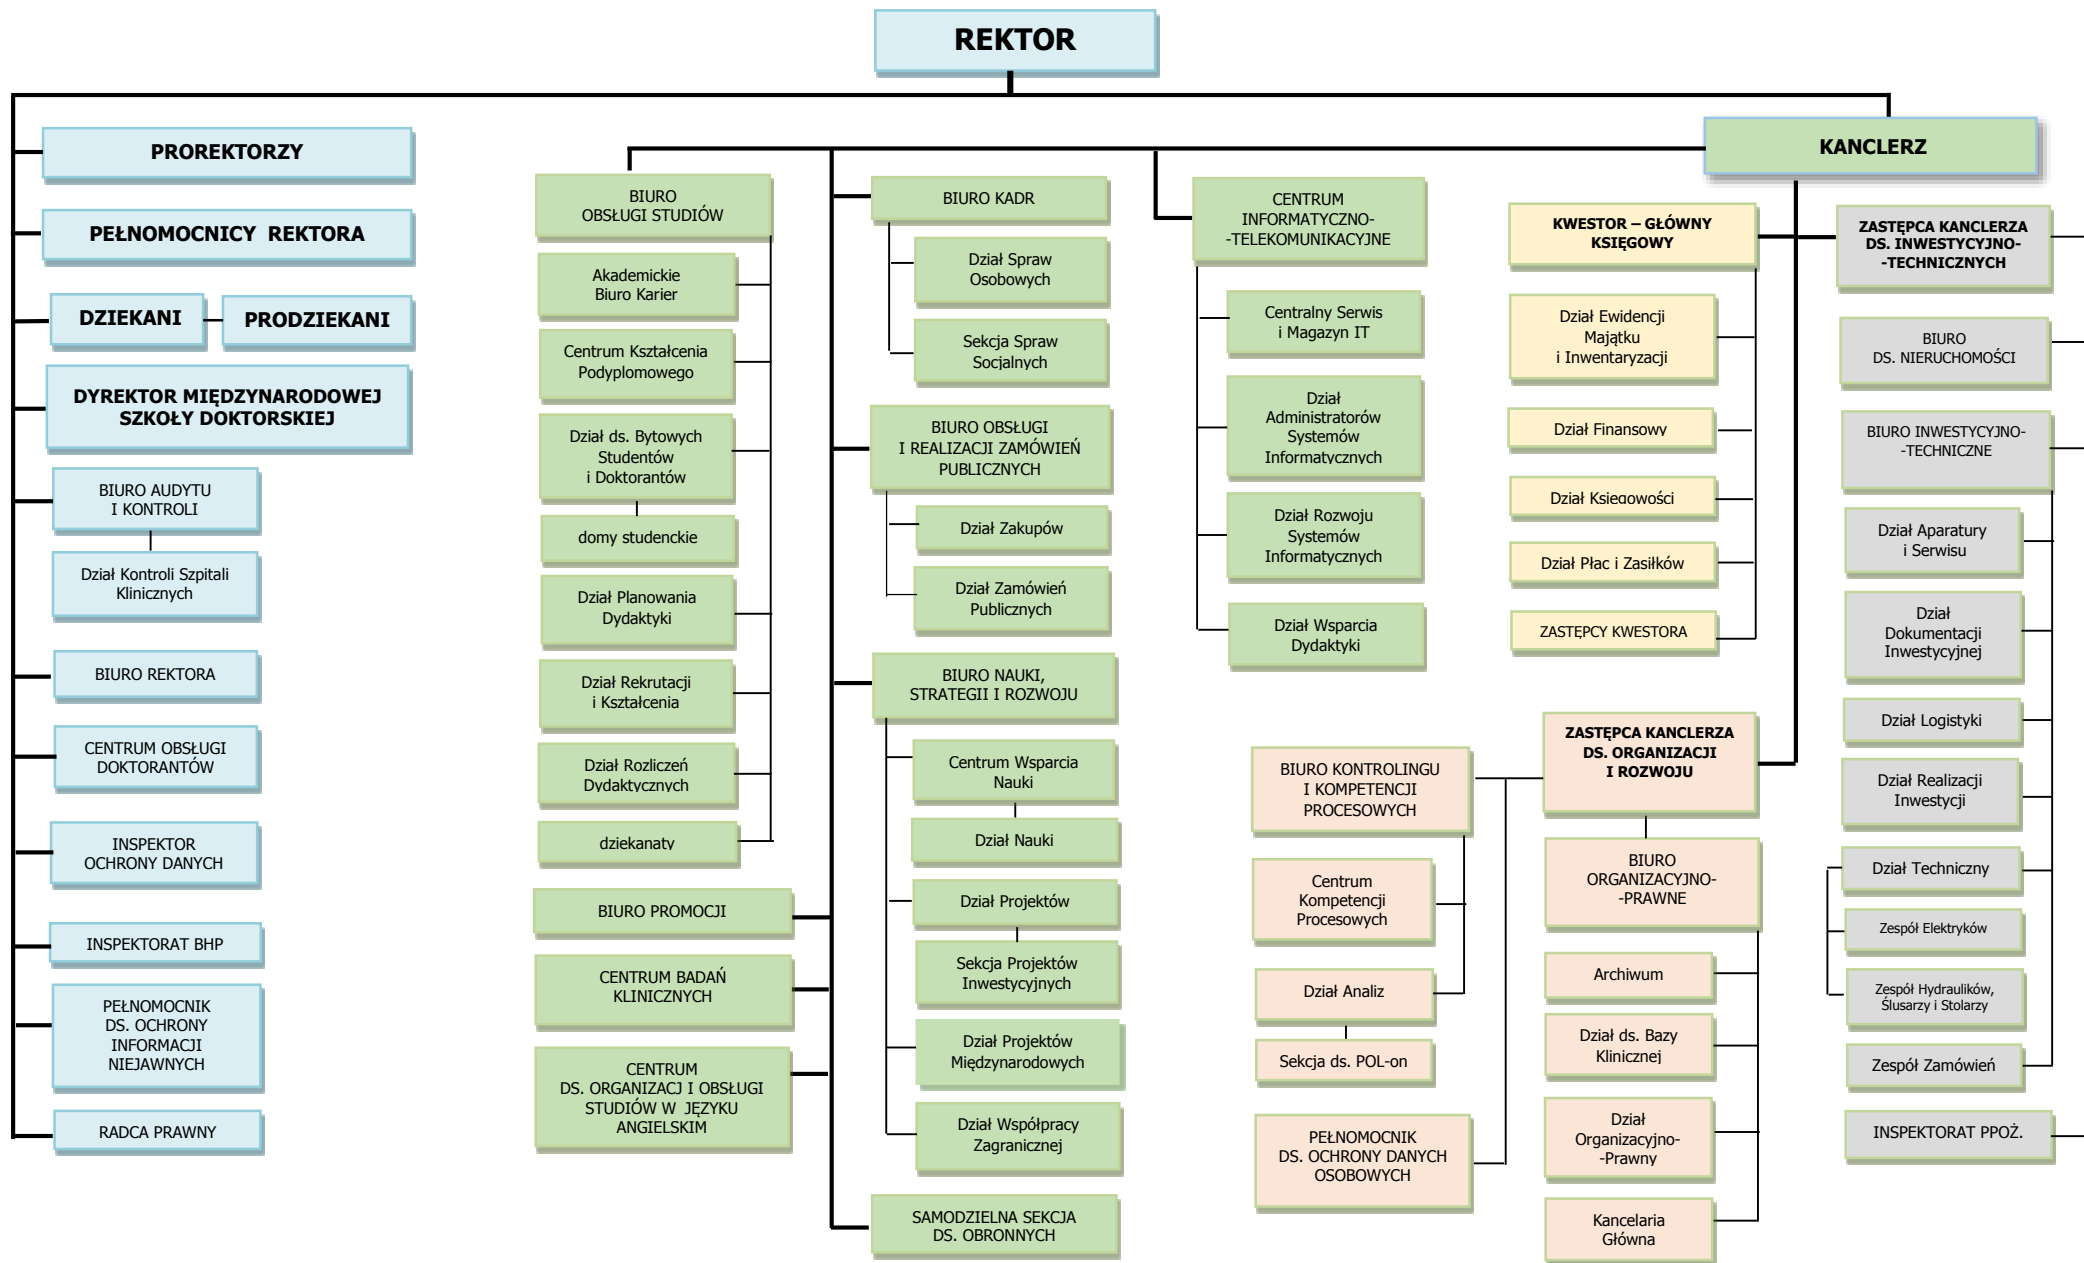 REKTOR
PROREKTORZY
PEŁNOMOCNICY REKTORA
DZIEKANI
PRODZIEKANI
DYREKTOR MIĘDZYNARODOWEJ
SZKOŁY DOKTORSKIEJ
BIURO AUDYTU
I KONTROLI
Dział Kontroli Szpitali
Klinicznych
BIURO REKTORA
CENTRUM OBSŁUGI
DOKTORANTÓW
INSPEKTOR
OCHRONY DANYCH
INSPEKTORAT BHP
PEŁNOMOCNIK
DS. OCHRONY
INFORMACJI
NIEJAWNYCH
RADCA PRAWNY
KANCLERZ
BIURO
OBSŁUGI STUDIÓW
Akademickie
Biuro Karier
Centrum Kształcenia
Podyplomowego
Dział ds. Bytowych
Studentów
i Doktorantów
domy studenckie
Dział Planowania
Dydaktyki
Dział Rekrutacji
i Kształcenia
Dział Rozliczeń
Dydaktycznych
dziekanaty
BIURO PROMOCJI
CENTRUM BADAŃ
KLINICZNYCH
CENTRUM
DS. ORGANIZACJ I OBSŁUGI
STUDIÓW W JĘZYKU
ANGIELSKIM
BIURO KADR
Dział Spraw
Osobowych
Sekcja Spraw
Socjalnych
BIURO OBSŁUGI
I REALIZACJI ZAMÓWIEŃ
PUBLICZNYCH
Dział Zakupów
Dział Zamówień
Publicznych
BIURO NAUKI,
STRATEGII I ROZWOJU
Centrum Wsparcia
Nauki
Dział Nauki
Dział Projektów
Sekcja Projektów
Inwestycyjnych
Dział Projektów
Międzynarodowych
Dział Współpracy
Zagranicznej
SAMODZIELNA SEKCJA
DS. OBRONNYCH
CENTRUM
INFORMATYCZNO-
-TELEKOMUNIKACYJNE
Centralny Serwis
i Magazyn IT
Dział
Administratorów
Systemów
Informatycznych
Dział Rozwoju
Systemów
Informatycznych
Dział Wsparcia
Dydaktyki
KWESTOR – GŁÓWNY
KSIĘGOWY
Dział Ewidencji
Majątku
i Inwentaryzacji
Dział Finansowy
Dział Księgowości
Dział Płac i Zasiłków
ZASTĘPCY KWESTORA
ZASTĘPCA KANCLERZA
DS. ORGANIZACJI
I ROZWOJU
BIURO KONTROLINGU
I KOMPETENCJI
PROCESOWYCH
Centrum
Kompetencji
Procesowych
Dział Analiz
Sekcja ds. POL-on
PEŁNOMOCNIK
DS. OCHRONY DANYCH
OSOBOWYCH
BIURO
ORGANIZACYJNO-
-PRAWNE
Archiwum
Dział ds. Bazy
Klinicznej
Dział
Organizacyjno-
-Prawny
Kancelaria
Główna
ZASTĘPCA KANCLERZA
DS. INWESTYCYJNO-
-TECHNICZNYCH
BIURO
DS. NIERUCHOMOŚCI
BIURO INWESTYCYJNO-
-TECHNICZNE
Dział Aparatury
i Serwisu
Dział
Dokumentacji
Inwestycyjnej
Dział Logistyki
Dział Realizacji
Inwestycji
Dział Techniczny
Zespół Elektryków
Zespół Hydraulików,
Ślusarzy i Stolarzy
Zespół Zamówień
INSPEKTORAT PPOŻ.